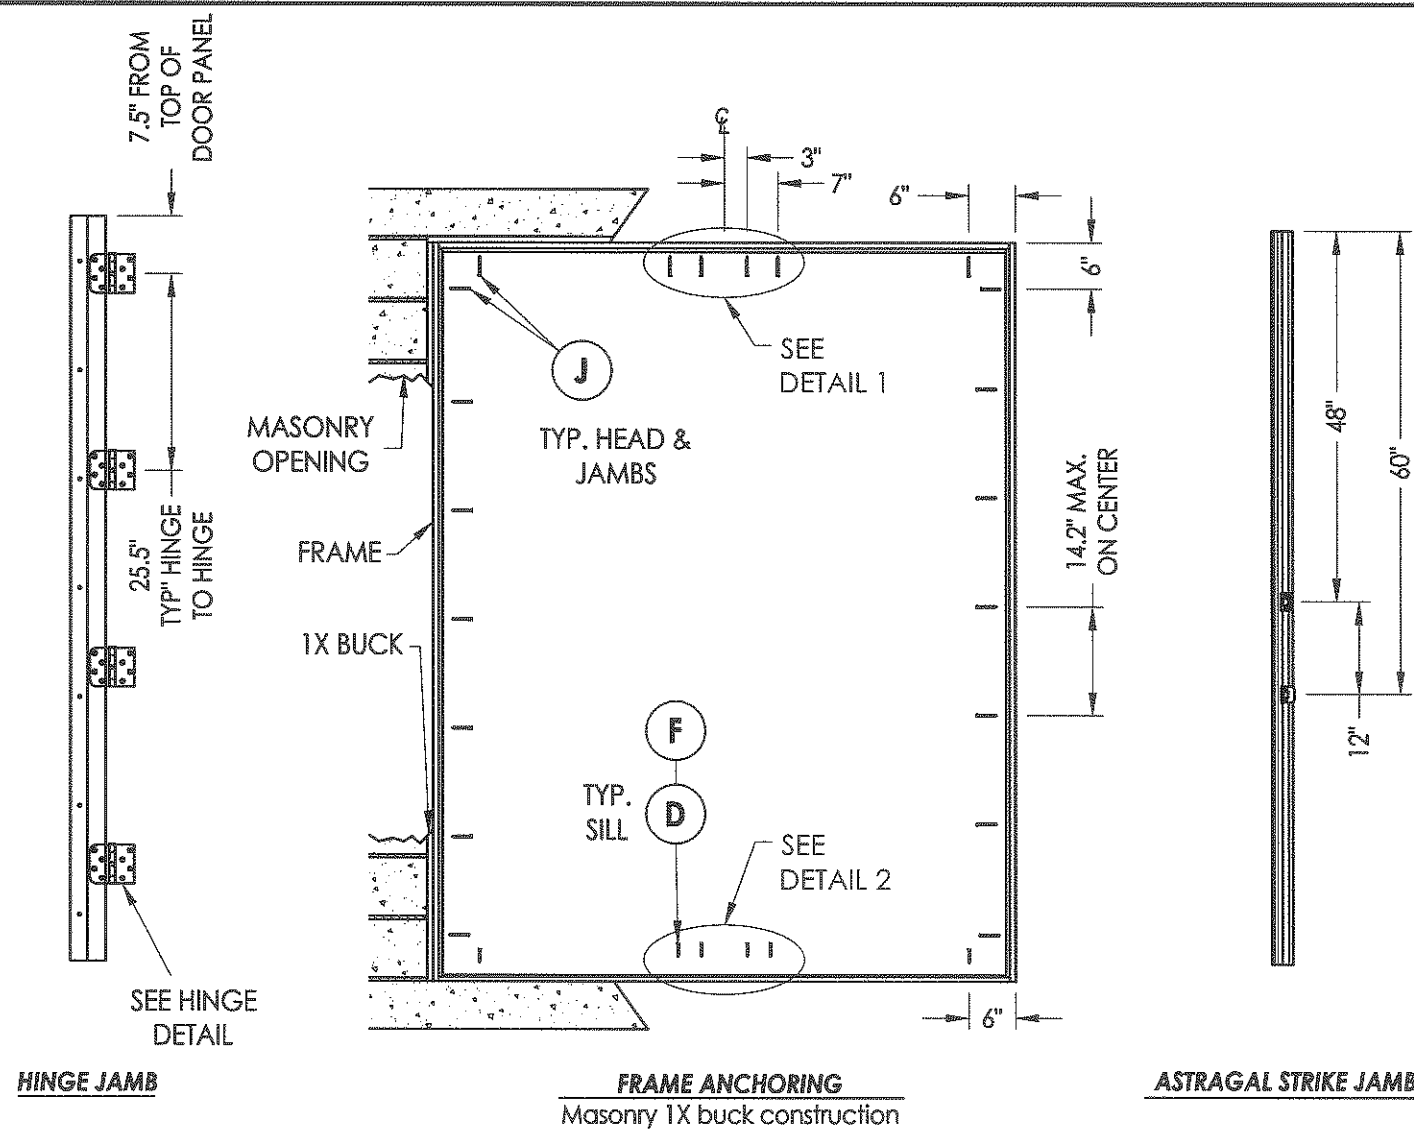 7.5" FROM
TOP OF
DOOR PANEL
25.5"
TYP" HINGE
TO HINGE
SEE HINGE
DETAIL
HINGE JAMB
℄
3"
7"
6"
6"
SEE
DETAIL 1
J
TYP. HEAD &
JAMBS
MASONRY
OPENING
FRAME
1X BUCK
14.2" MAX.
ON CENTER
F
D
TYP.
SILL
SEE
DETAIL 2
6"
FRAME ANCHORING
Masonry 1X buck construction
48"
60"
12"
ASTRAGAL STRIKE JAMB